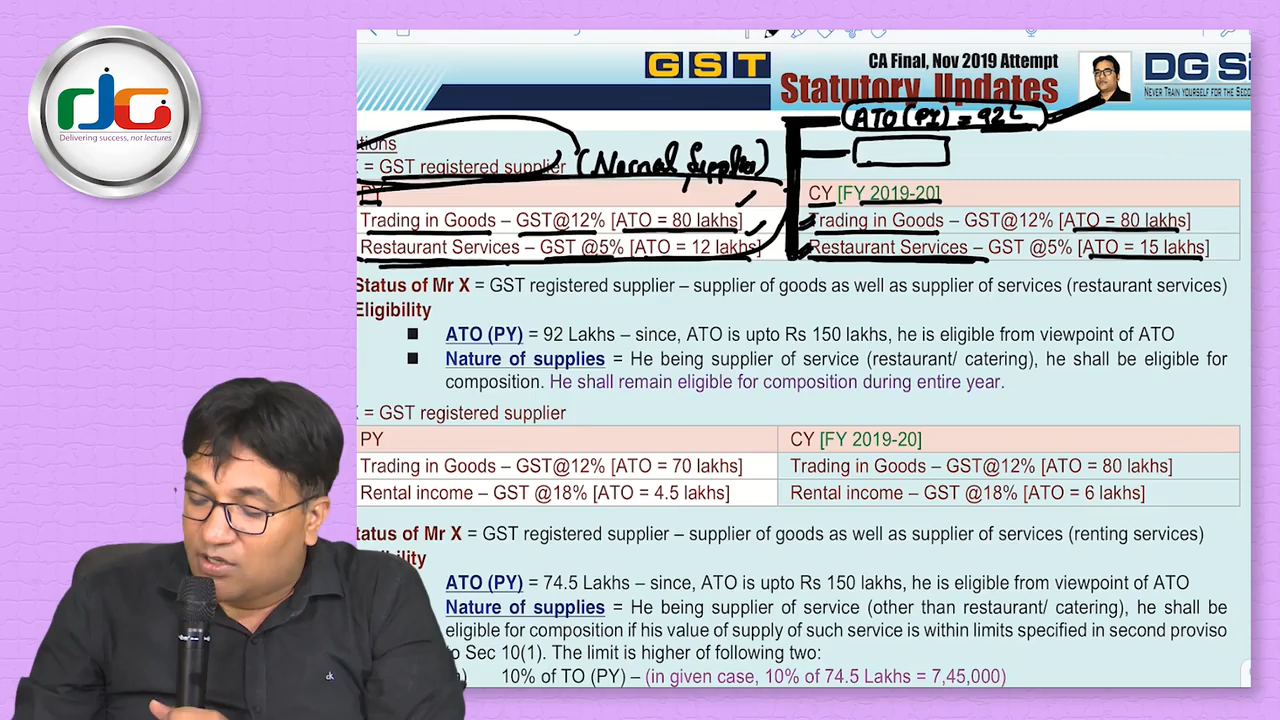 Delivering success, not lectures
GST
CA Final, Nov 2019 Attempt
Statutory Updates
DG Si
NEVER TRAIN YOURSELF FOR THE
ATO (PY) = 92 L
tions
= GST registered supplier (Normal Supplier)
PY
CY [FY 2019-20]
Trading in Goods – GST@12% [ATO = 80 lakhs]
Trading in Goods – GST@12% [ATO = 80 lakhs]
Restaurant Services – GST @5% [ATO = 12 lakhs]
Restaurant Services – GST @5% [ATO = 15 lakhs]
Status of Mr X = GST registered supplier – supplier of goods as well as supplier of services (restaurant services)
Eligibility
■ ATO (PY) = 92 Lakhs – since, ATO is upto Rs 150 lakhs, he is eligible from viewpoint of ATO
■ Nature of supplies = He being supplier of service (restaurant/ catering), he shall be eligible for
composition. He shall remain eligible for composition during entire year.
= GST registered supplier
PY
CY [FY 2019-20]
Trading in Goods – GST@12% [ATO = 70 lakhs]
Trading in Goods – GST@12% [ATO = 80 lakhs]
Rental income – GST @18% [ATO = 4.5 lakhs]
Rental income – GST @18% [ATO = 6 lakhs]
tatus of Mr X = GST registered supplier – supplier of goods as well as supplier of services (renting services)
ATO (PY) = 74.5 Lakhs – since, ATO is upto Rs 150 lakhs, he is eligible from viewpoint of ATO
Nature of supplies = He being supplier of service (other than restaurant/ catering), he shall be
eligible for composition if his value of supply of such service is within limits specified in second proviso
to Sec 10(1). The limit is higher of following two:
10% of TO (PY) – (in given case, 10% of 74.5 Lakhs = 7,45,000)